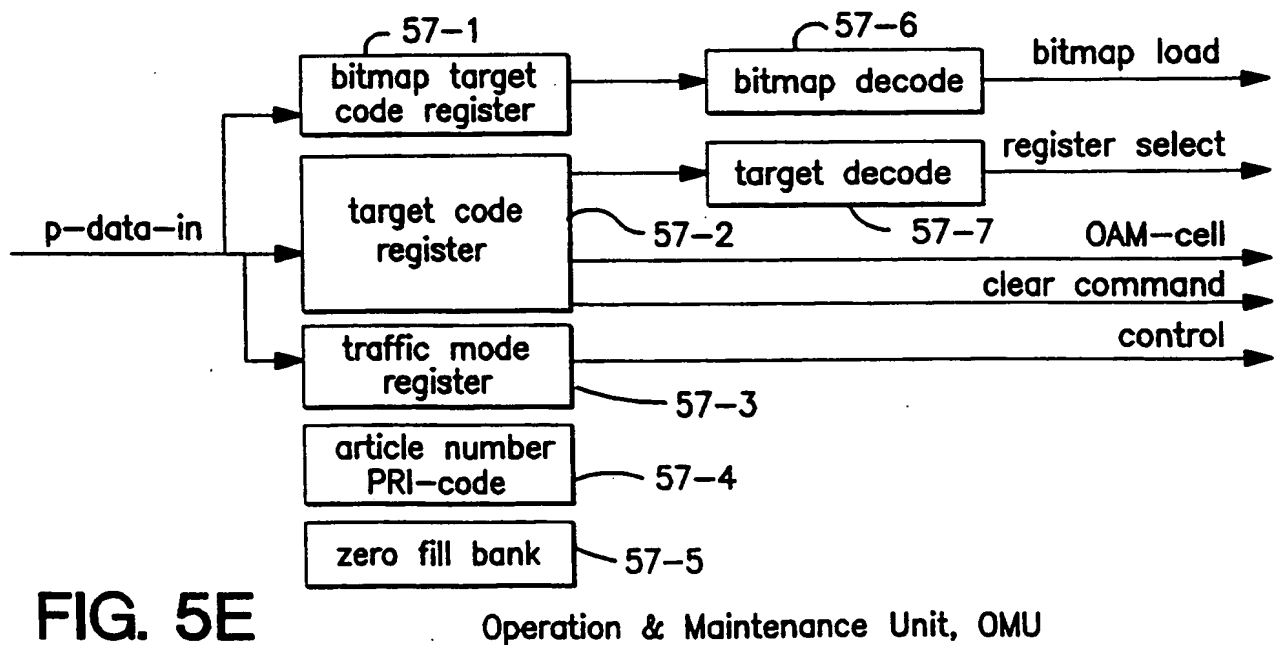 57-1
57-6
bitmap target
code register
bitmap decode
bitmap load
p-data-in
target code
register
57-2
target decode
57-7
register select
OAM-cell
clear command
traffic mode
register
57-3
control
article number
PRI-code
57-4
zero fill bank
57-5
FIG. 5E
Operation & Maintenance Unit, OMU